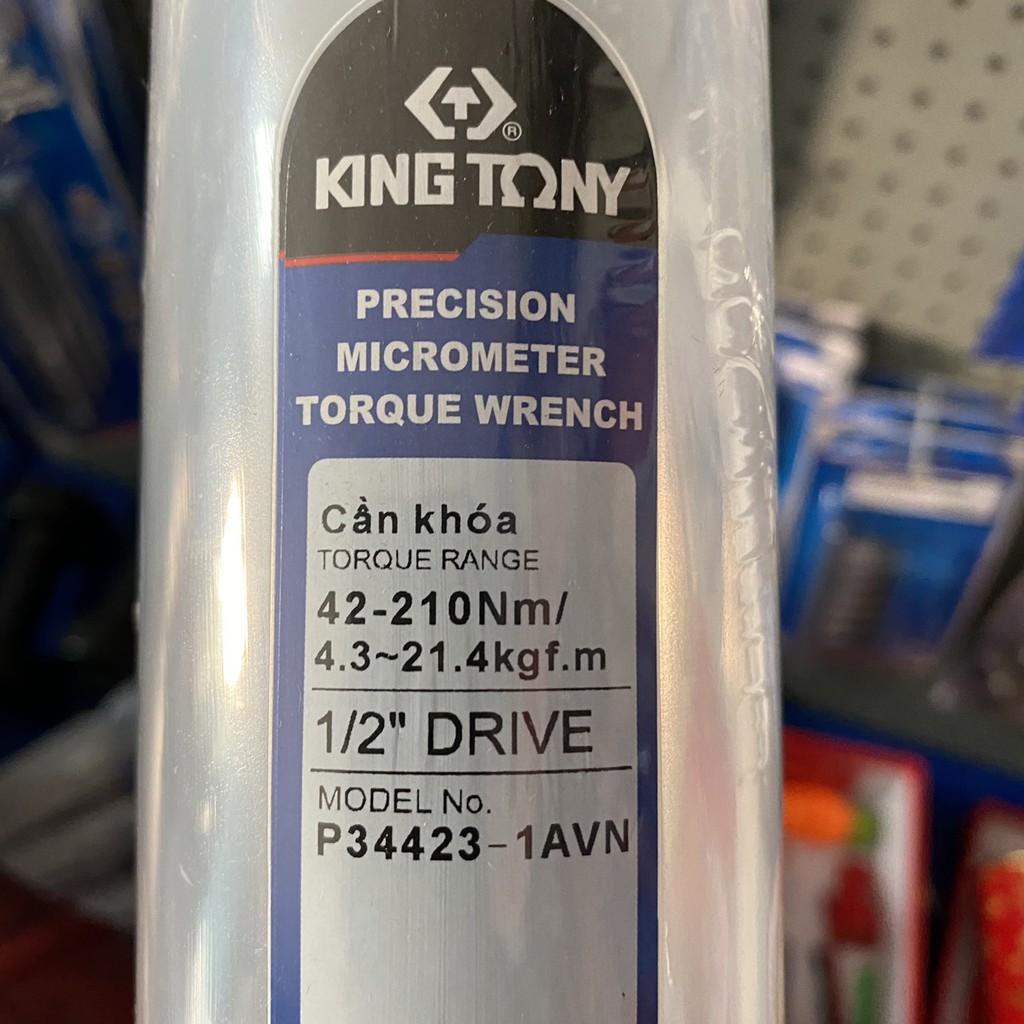 ®
KING TONY
PRECISION
MICROMETER
TORQUE WRENCH
Cần khóa
TORQUE RANGE
42-210Nm/
4.3~21.4kgf.m
1/2" DRIVE
MODEL No.
P34423-1AVN